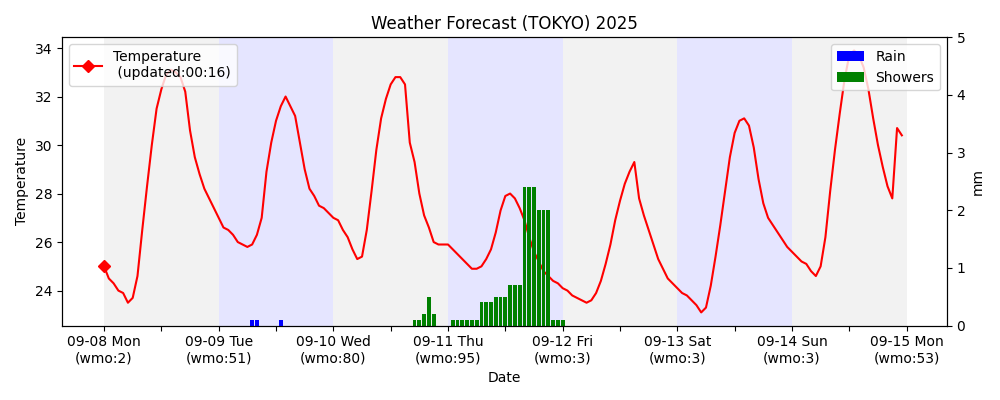 Weather Forecast (TOKYO) 2025
Temperature
(updated:00:16)
Rain
Showers
34
32
30
28
26
24
Temperature
5
4
3
2
1
0
mm
09-08 Mon
(wmo:2)
09-09 Tue
(wmo:51)
09-10 Wed
(wmo:80)
09-11 Thu
(wmo:95)
09-12 Fri
(wmo:3)
09-13 Sat
(wmo:3)
09-14 Sun
(wmo:3)
09-15 Mon
(wmo:53)
Date